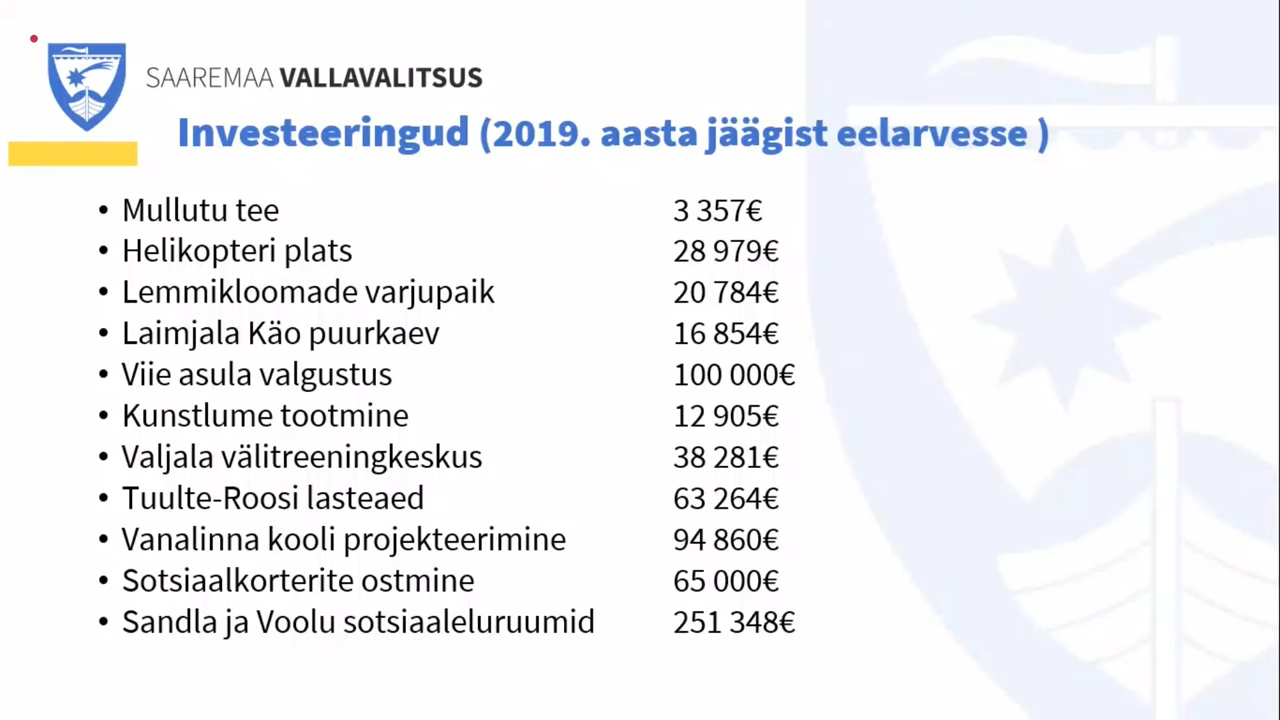 SAAREMAA VALLAVALITSUS
Investeeringud (2019. aasta jäägist eelarvesse )
• Mullutu tee 3 357€
• Helikopteri plats 28 979€
• Lemmikloomade varjupaik 20 784€
• Laimjala Käo puurkaev 16 854€
• Viie asula valgustus 100 000€
• Kunstlume tootmine 12 905€
• Valjala välitreeningkeskus 38 281€
• Tuulte-Roosi lasteaed 63 264€
• Vanalinna kooli projekteerimine 94 860€
• Sotsiaalkorterite ostmine 65 000€
• Sandla ja Voolu sotsiaaleluruumid 251 348€